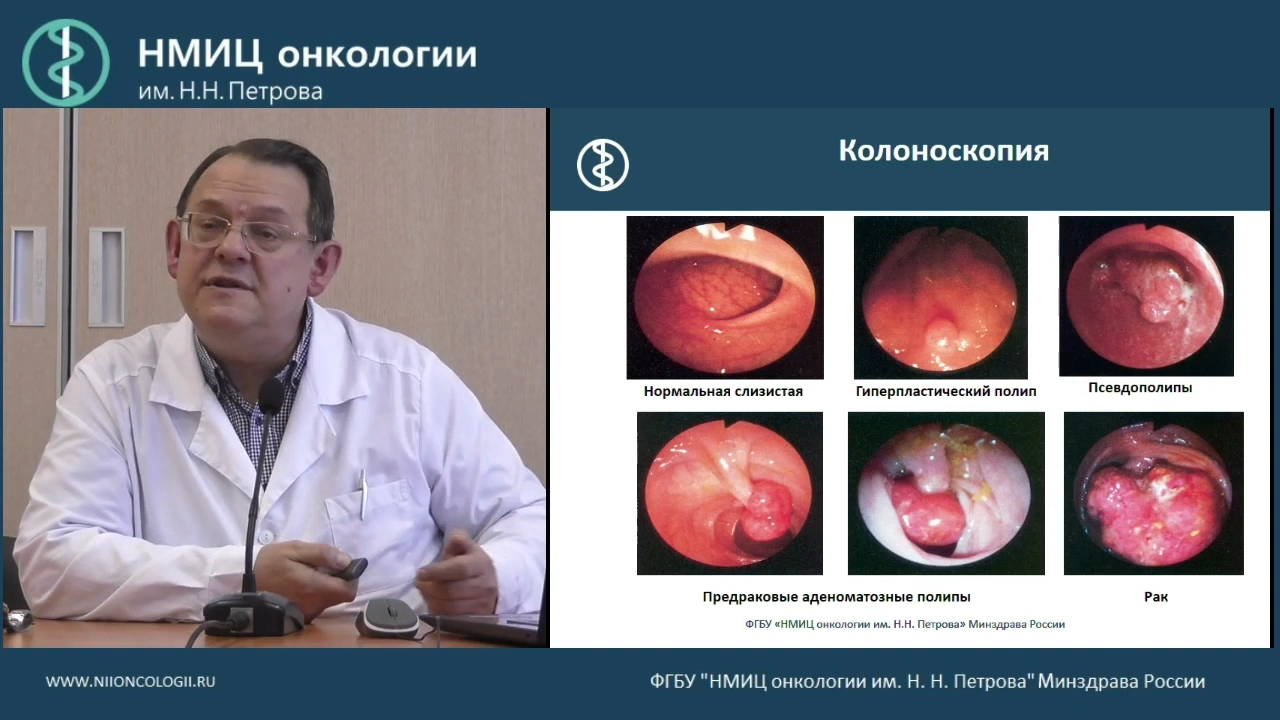 НМИЦ онкологии
им. Н.Н. Петрова
Колоноскопия
Нормальная слизистая
Гиперпластический полип
Псевдополипы
Предраковые аденоматозные полипы
Рак
ФГБУ «НМИЦ онкологии им. Н.Н. Петрова» Минздрава России
WWW.NIIONCOLOGII.RU
ФГБУ "НМИЦ онкологии им. Н. Н. Петрова" Минздрава России